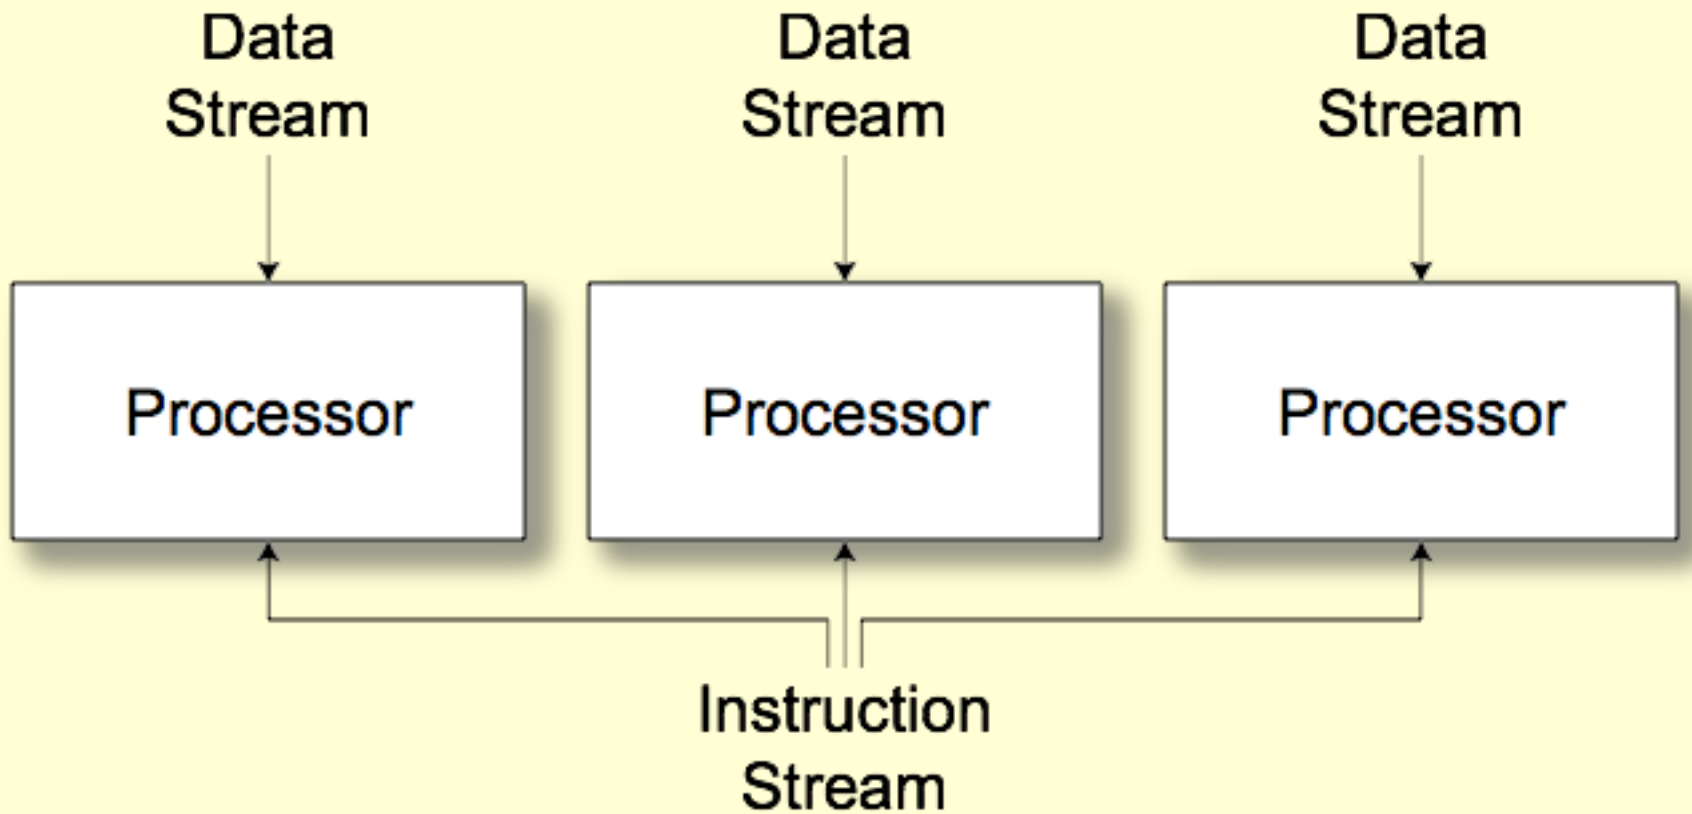 Data
Stream
Data
Stream
Data
Stream
Processor
Processor
Processor
Instruction
Stream